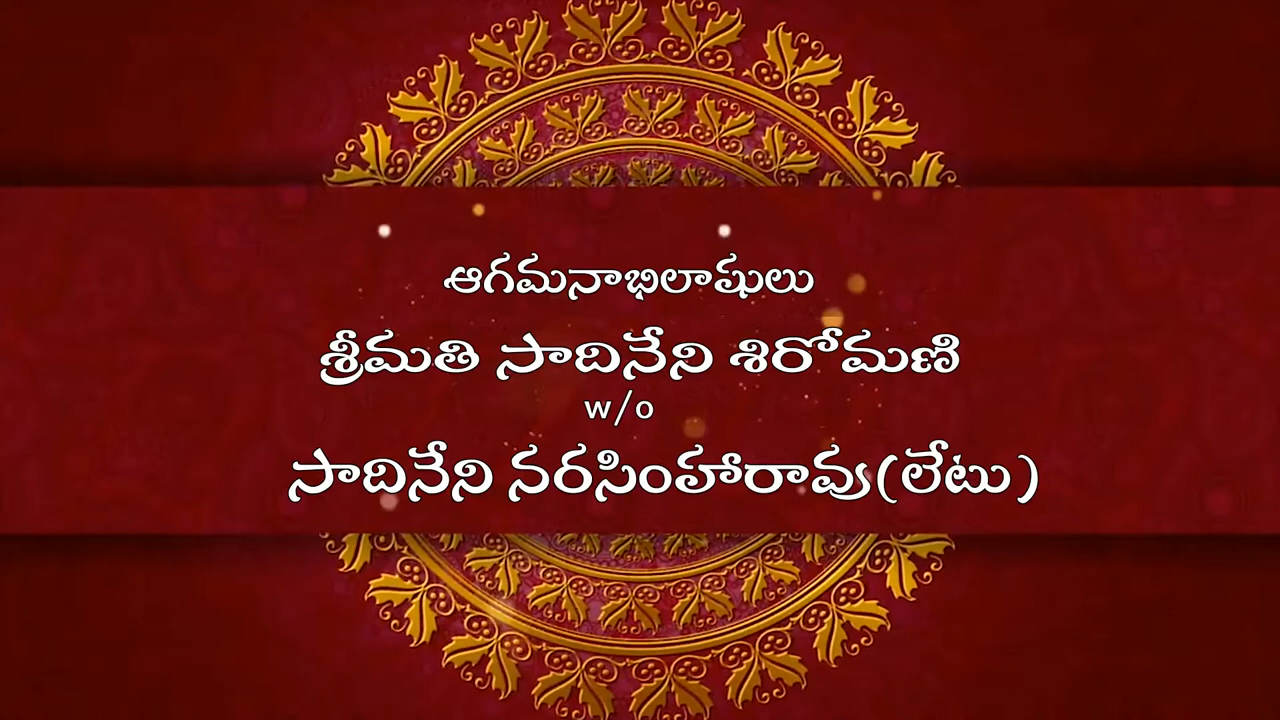 ఆగమనాభిలాషులు
శ్రీమతి సాదినేని శిరోమణి
w/o
సాదినేని నరసింహారావు(లేటు)